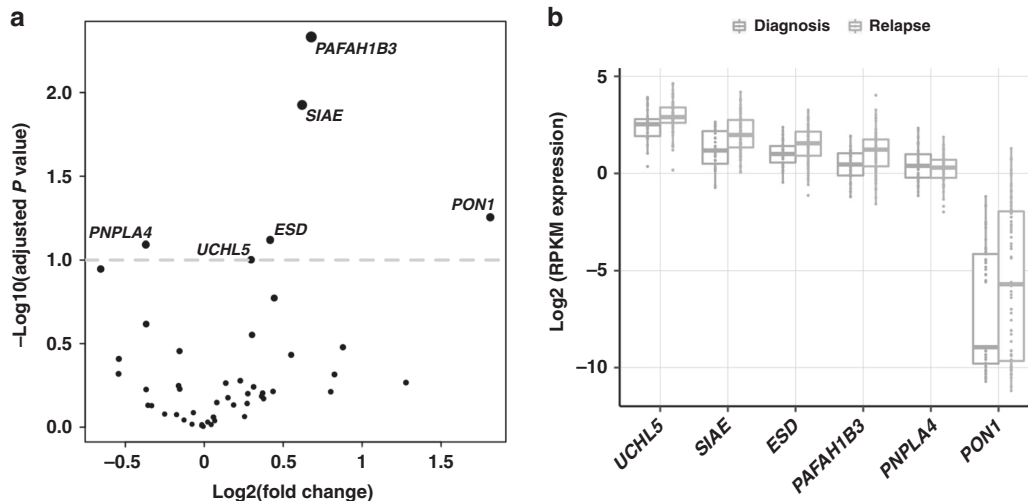 a
PAFAH1B3
SIAE
PON1
PNPLA4
ESD
UCHL5
2.0
1.5
1.0
0.5
0.0
–Log10(adjusted P value)
–0.5
0
0.5
1.0
1.5
Log2(fold change)
b
Diagnosis
Relapse
5
0
–5
–10
Log2 (RPKM expression)
UCHL5
SIAE
ESD
PAFAH1B3
PNPLA4
PON1